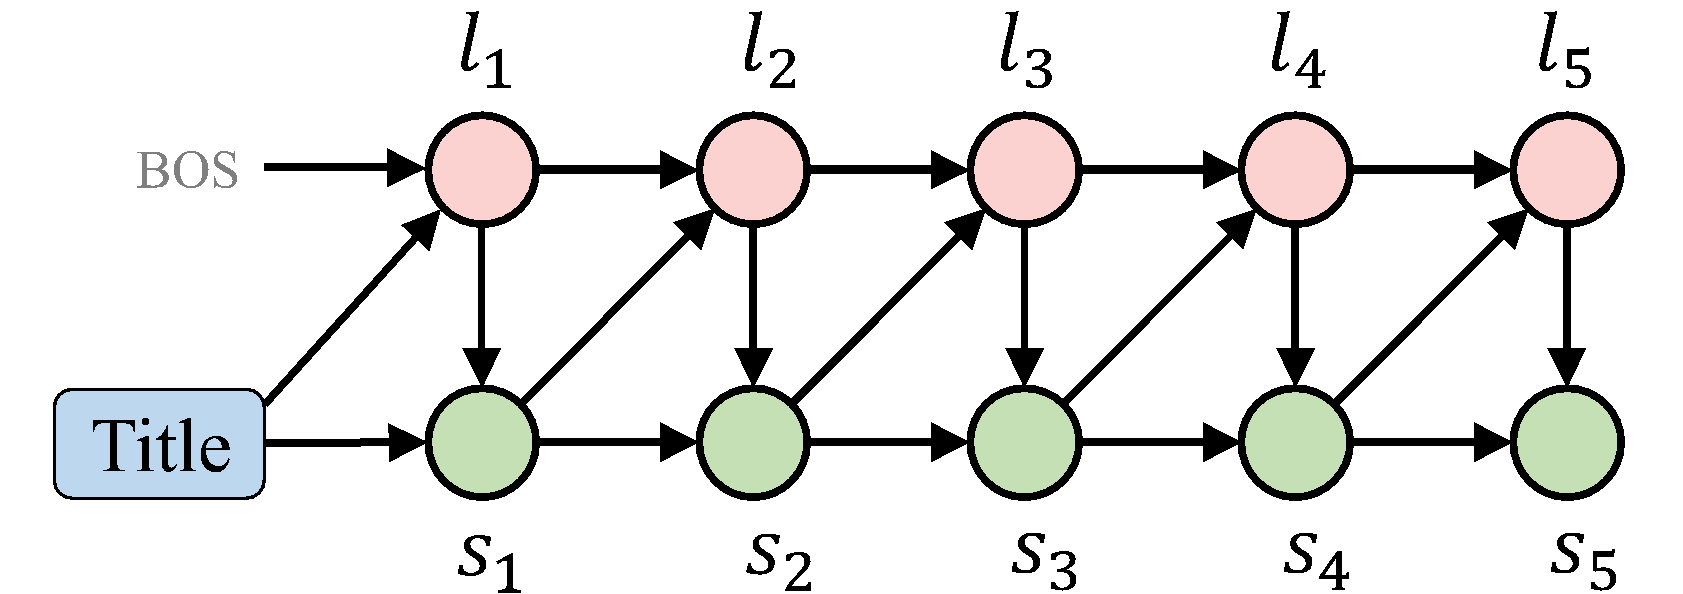 l₁ l₂ l₃ l₄ l₅
BOS
Title
s₁ s₂ s₃ s₄ s₅